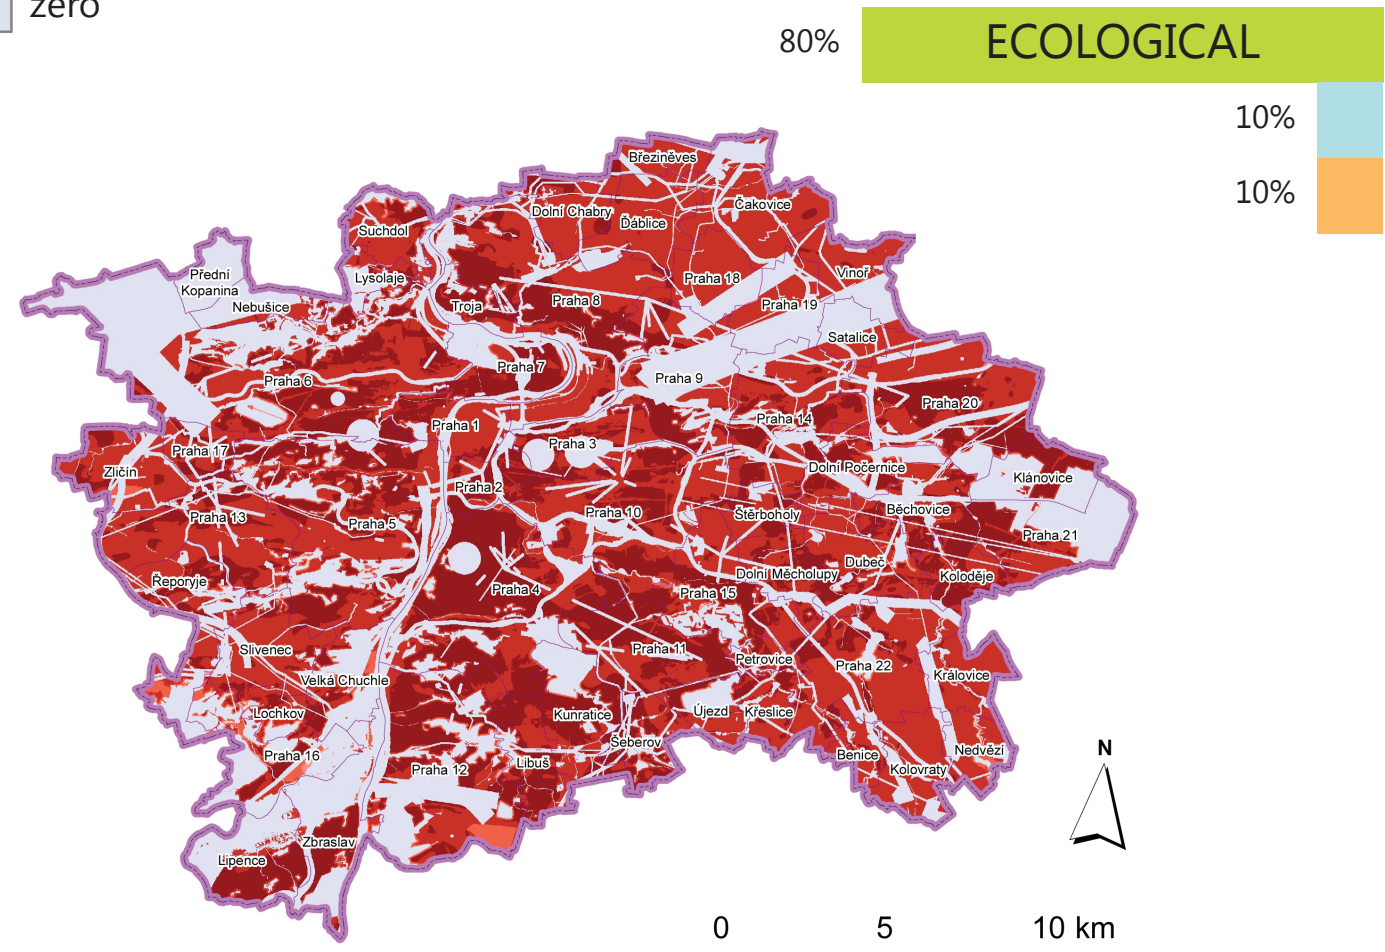 zero
80%
ECOLOGICAL
10%
10%
Březiněves
Čakovice
Dolní Chabry
Ďáblice
Suchdol
Přední
Kopanina
Lysolaje
Praha 18
Vinoř
Nebušice
Troja
Praha 8
Praha 19
Satalice
Praha 7
Praha 9
Praha 6
Praha 20
Praha 1
Praha 14
Praha 17
Praha 3
Zličín
Dolní Počernice
Klánovice
Praha 2
Praha 13
Praha 5
Praha 10
Štěrboholy
Běchovice
Praha 21
Řeporyje
Dolní Měcholupy
Dubeč
Koloděje
Praha 4
Praha 15
Slivenec
Praha 11
Petrovice
Praha 22
Velká Chuchle
Královice
Lochkov
Kunratice
Újezd
Křeslice
Praha 16
Šeberov
Praha 12
Libuš
Benice
Nedvězí
Kolovraty
N
Zbraslav
Lipence
0
5
10 km